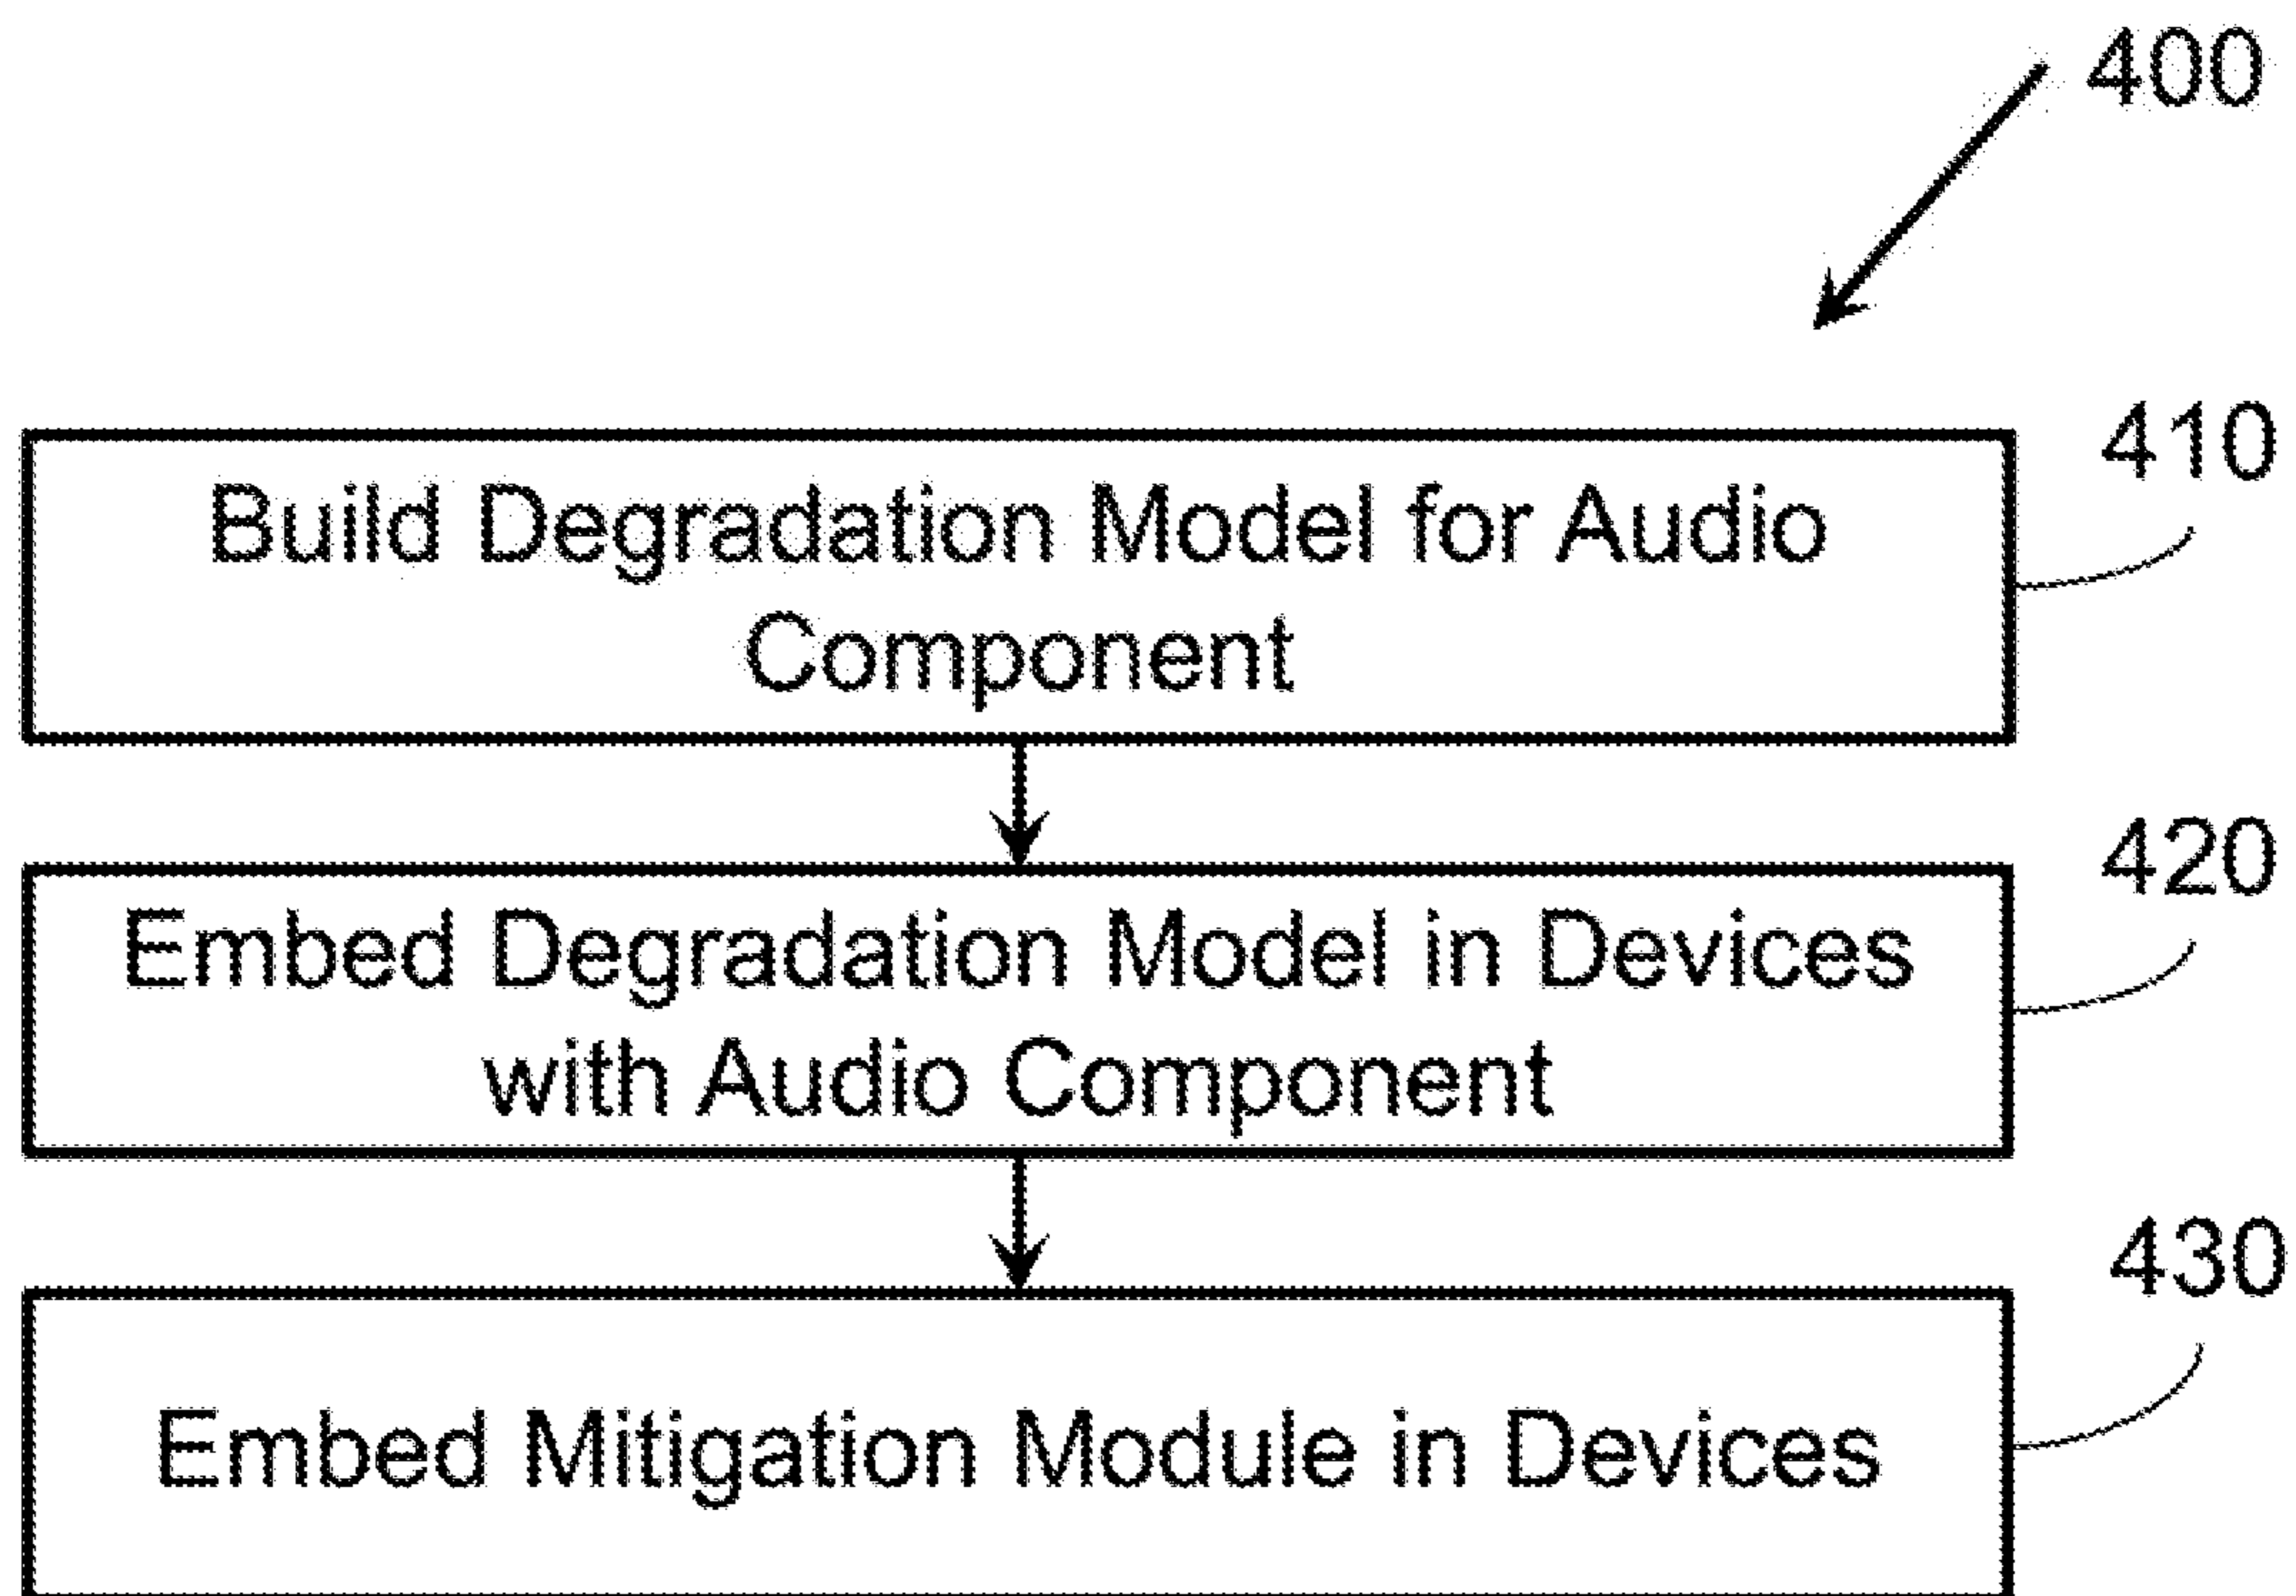 400
410
Build Degradation Model for Audio
Component
420
Embed Degradation Model in Devices
with Audio Component
430
Embed Mitigation Module in Devices